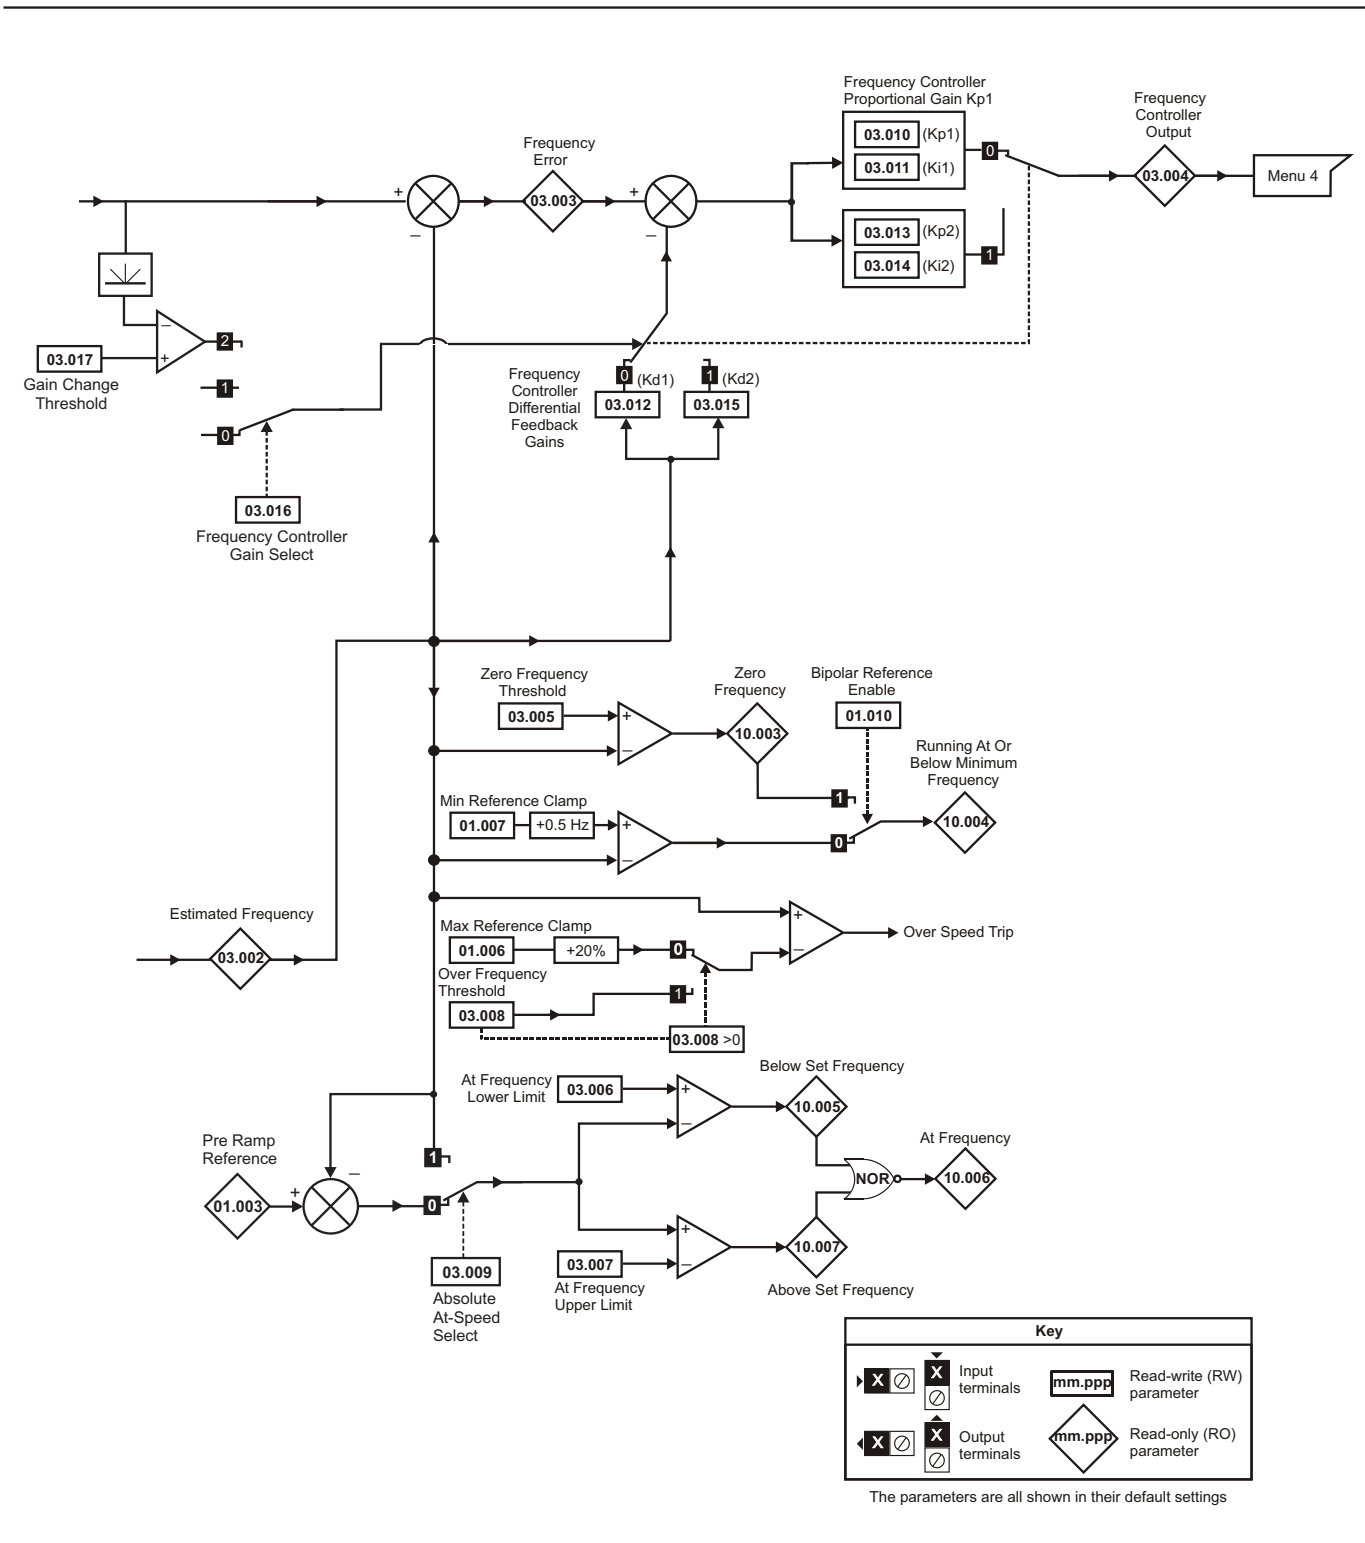 Frequency Controller
Proportional Gain Kp1
03.010 (Kp1)
03.011 (Ki1)
0
Frequency
Controller
Output
03.004
Menu 4
Frequency
Error
+
03.003
+
–
–
03.013 (Kp2)
03.014 (Ki2)
1
–
+
2
03.017
Gain Change
Threshold
1
0
03.016
Frequency Controller
Gain Select
Frequency
Controller
Differential
Feedback
Gains
0 (Kd1)
1 (Kd2)
03.012
03.015
Zero Frequency
Threshold
03.005
+
–
Zero
Frequency
10.003
Bipolar Reference
Enable
01.010
Running At Or
Below Minimum
Frequency
1
10.004
Min Reference Clamp
01.007
+0.5 Hz
+
–
0
Estimated Frequency
03.002
Max Reference Clamp
01.006
+20%
0
+
–
Over Speed Trip
Over Frequency
Threshold
03.008
1
03.008 >0
At Frequency
Lower Limit
03.006
+
–
Below Set Frequency
10.005
Pre Ramp
Reference
01.003
+
–
1
0
NOR
At Frequency
10.006
03.009
Absolute
At-Speed
Select
+
–
03.007
At Frequency
Upper Limit
10.007
Above Set Frequency
Key
X
X
Input
terminals
mm.ppp
Read-write (RW)
parameter
X
X
Output
terminals
mm.ppp
Read-only (RO)
parameter
The parameters are all shown in their default settings